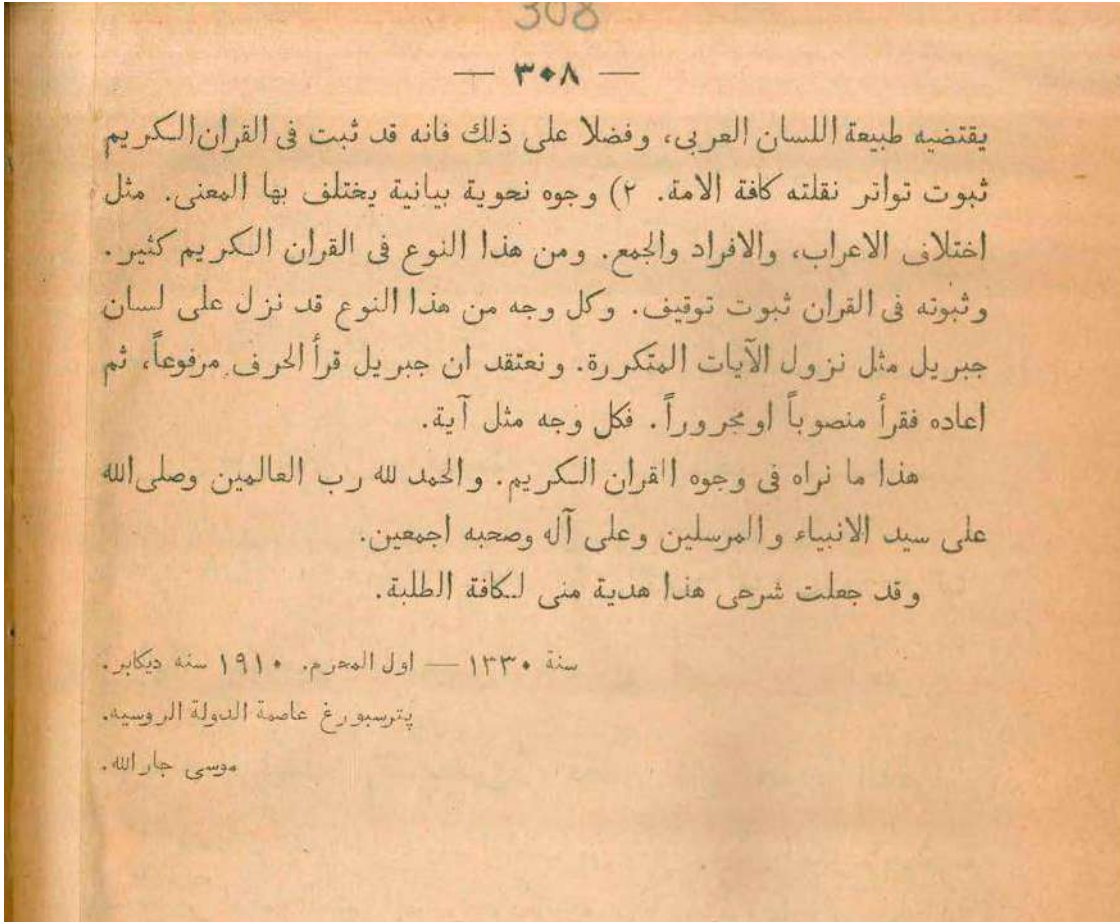 308
— ٣٠٨ —
يقتضيه طبيعة اللسان العربى، وفضلا على ذلك فانه قد ثبت فى القران الكريم
ثبوت تواتر نقلته كافة الامة. ٢) وجوه نحوية بيانية يختلف بها المعنى. مثل
اختلاف الاعراب، والافراد والجمع. ومن هذا النوع فى القران الكريم كثير.
وثبوته فى القران ثبوت توقيف. وكل وجه من هذا النوع قد نزل على لسان
جبريل مثل نزول الآيات المتكررة. ونعتقد ان جبريل قرأ الحرف مرفوعاً، ثم
اعاده فقرأ منصوباً او مجروراً. فكل وجه مثل آية.
هذا ما نراه فى وجوه القران الكريم. والحمد لله رب العالمين وصلى الله
على سيد الانبياء والمرسلين وعلى آله وصحبه اجمعين.
وقد جعلت شرحى هذا هدية منى لكافة الطلبة.
سنة ١٣٣٠ — اول المحرم. ١٩١٠ سنه ديكابر.
پترسبورغ عاصمة الدولة الروسيه.
موسى جار الله.